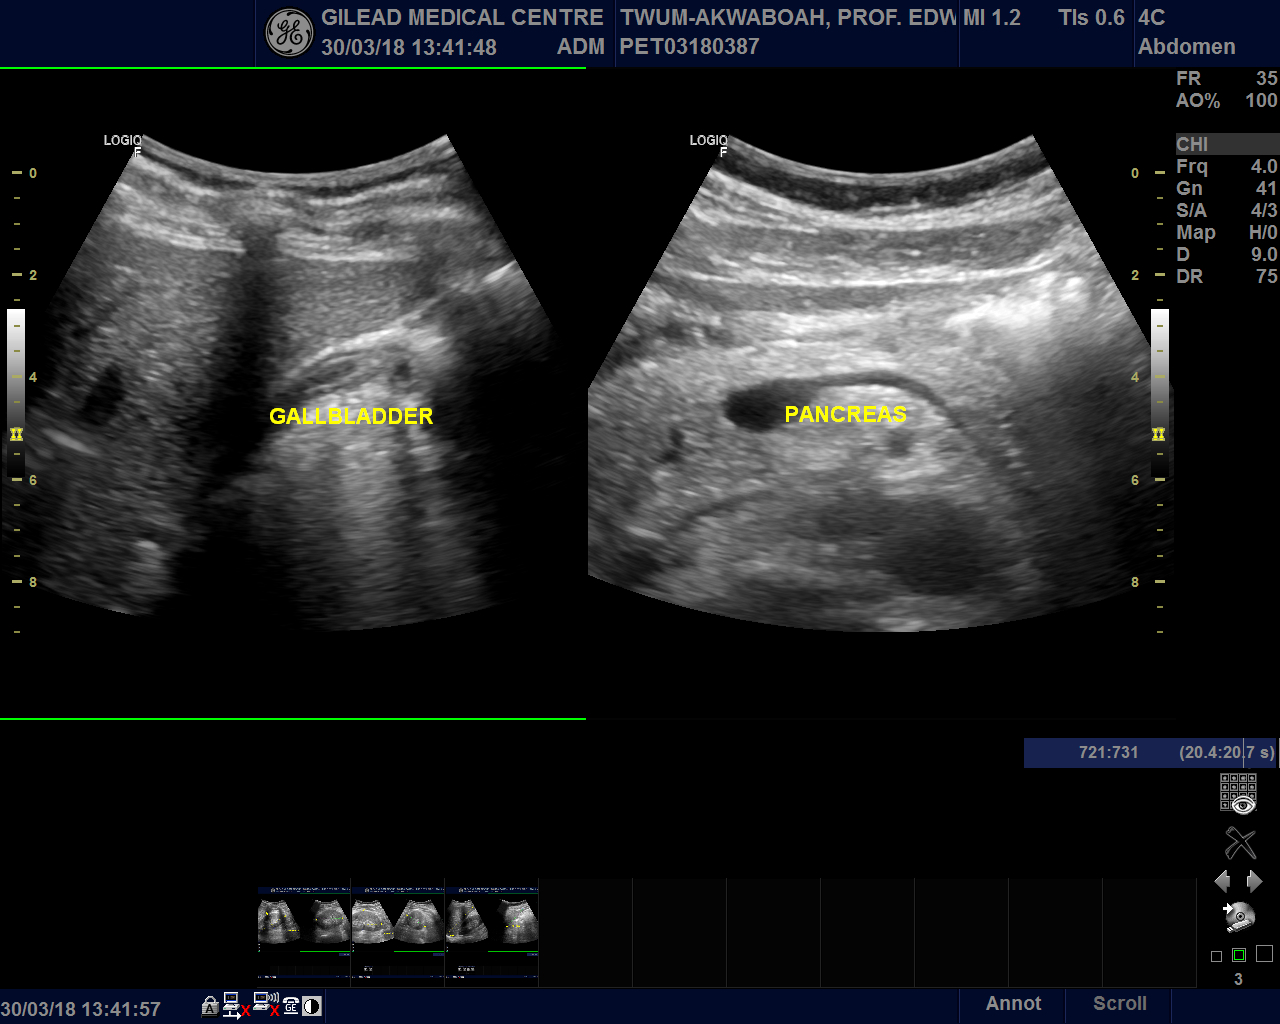 GILEAD MEDICAL CENTRE
30/03/18 13:41:48 ADM
TWUM-AKWABOAH, PROF. EDW
PET03180387
MI 1.2 TIs 0.6
4C
Abdomen
FR 35
AO% 100
CHI
Frq 4.0
Gn 41
S/A 4/3
Map H/0
D 9.0
DR 75
LOGIQ
F
0
2
4
6
8
GALLBLADDER
LOGIQ
F
0
2
4
6
8
PANCREAS
721:731 (20.4:20.7 s)
3
30/03/18 13:41:57
A
GE
Annot
Scroll